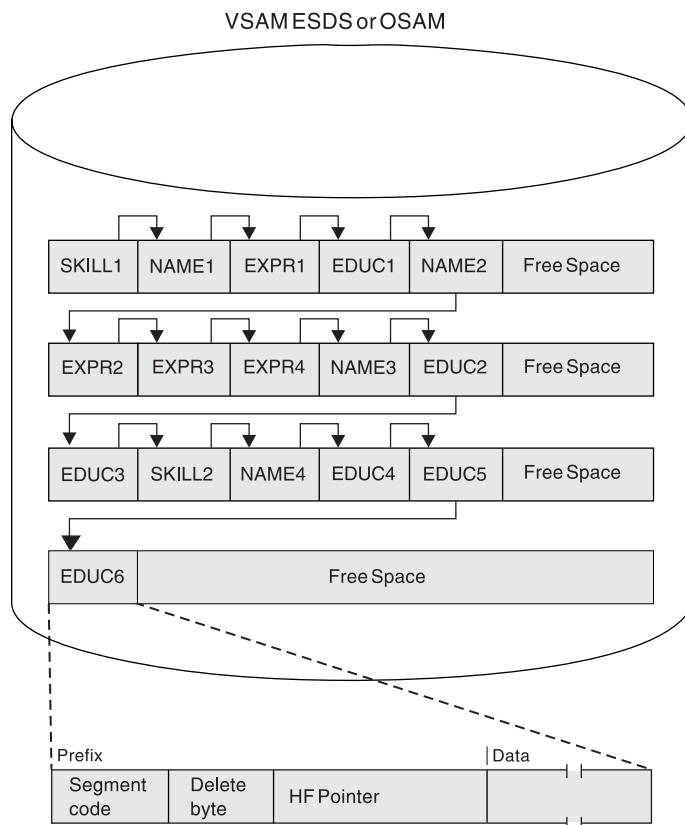 VSAM ESDS or OSAM
SKILL1 NAME1 EXPR1 EDUC1 NAME2 Free Space
EXPR2 EXPR3 EXPR4 NAME3 EDUC2 Free Space
EDUC3 SKILL2 NAME4 EDUC4 EDUC5 Free Space
EDUC6 Free Space
Prefix Data
Segment code Delete byte HF Pointer